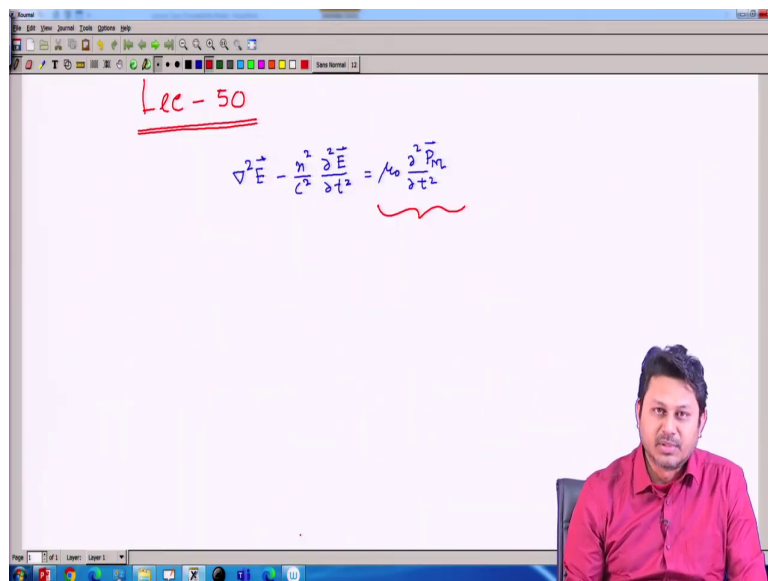 Journal
File Edit View Journal Tools Options Help
Sans Normal 12
Lec - 50
∇²E⃗ - n²/c² ∂²E⃗/∂t² = μ₀ ∂²P⃗_NL/∂t²
Page 1 of 1 Layer: Layer 1